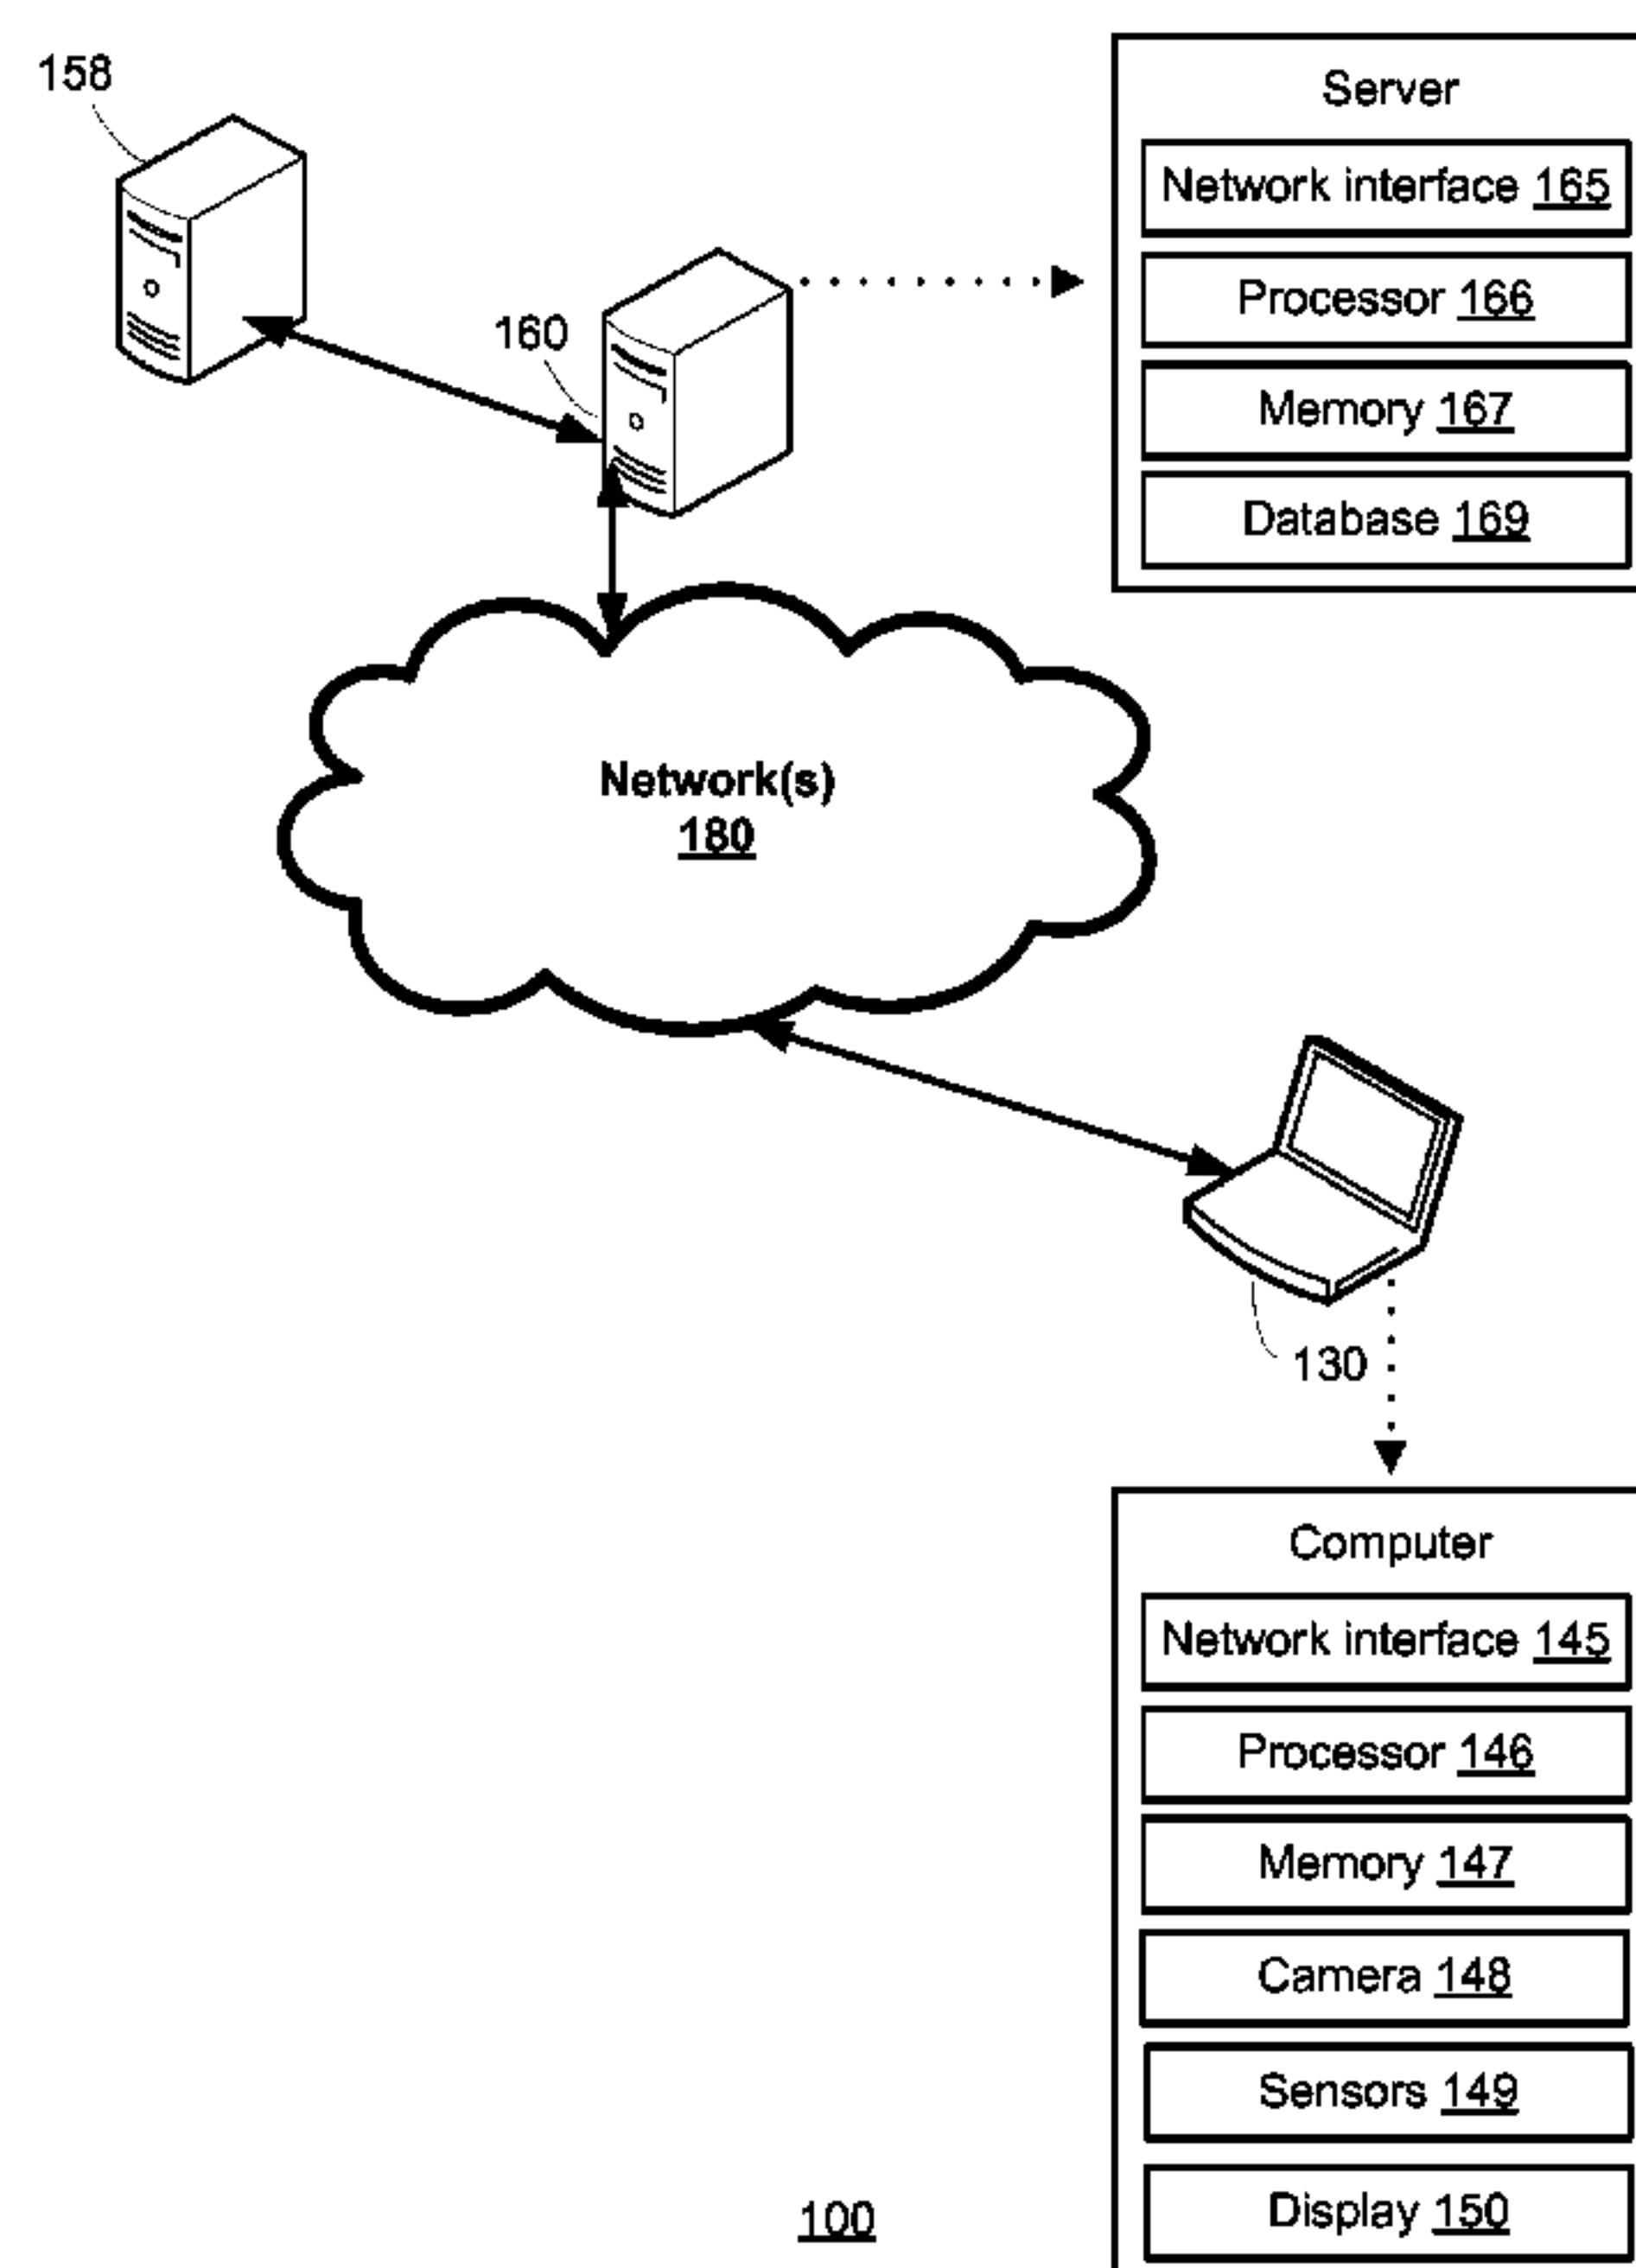 158
Server
Network interface 165
160
Processor 166
Memory 167
Database 169
Network(s)
180
130
Computer
Network interface 145
Processor 146
Memory 147
Camera 148
Sensors 149
Display 150
100